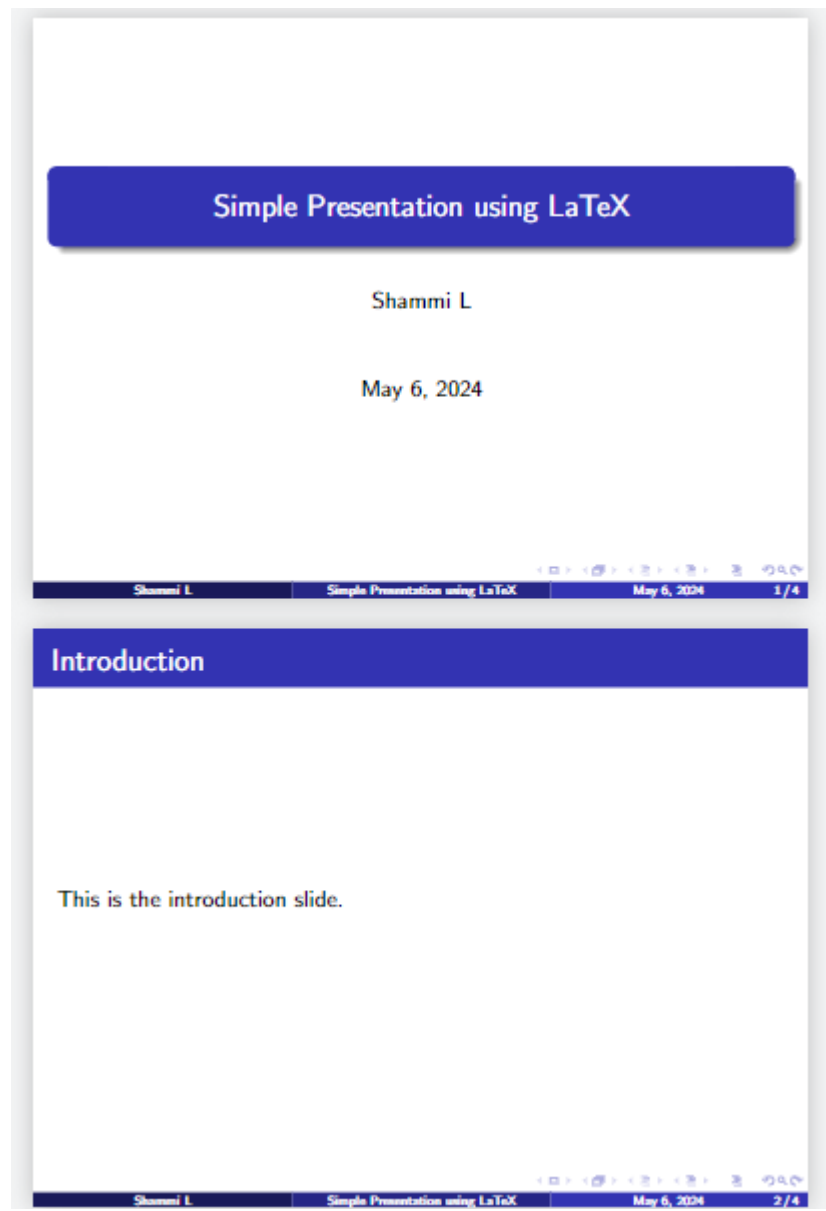 Simple Presentation using LaTeX
Shammi L
May 6, 2024
Shammi L Simple Presentation using LaTeX May 6, 2024 1/4
Introduction
This is the introduction slide.
Shammi L Simple Presentation using LaTeX May 6, 2024 2/4